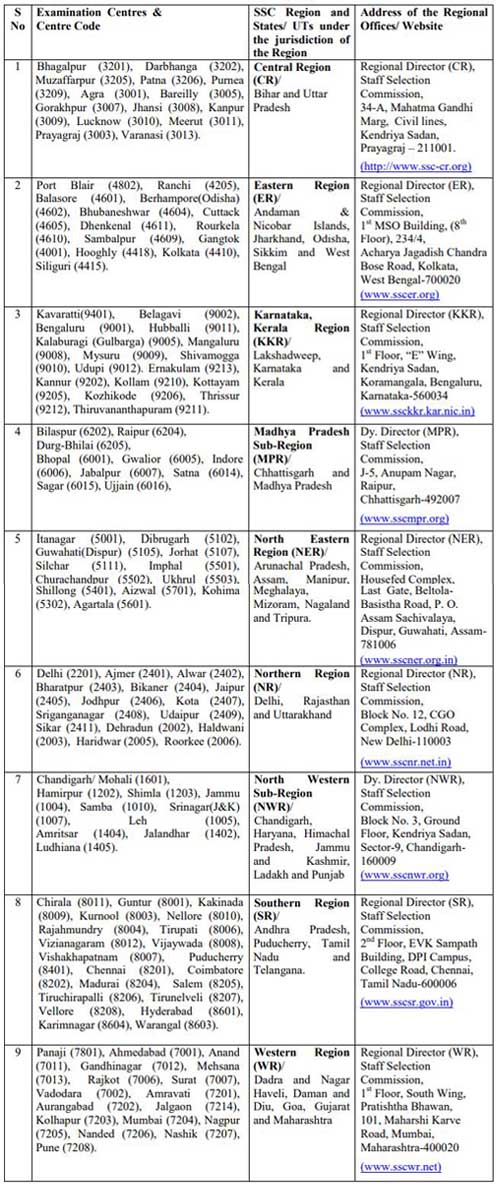 S No
Examination Centres &
Centre Code
SSC Region and
States/ UTs under
the jurisdiction of
the Region
Address of the Regional
Offices/ Website
1
Bhagalpur (3201), Darbhanga (3202),
Muzaffarpur (3205), Patna (3206), Purnea
(3209), Agra (3001), Bareilly (3005),
Gorakhpur (3007), Jhansi (3008), Kanpur
(3009), Lucknow (3010), Meerut (3011),
Prayagraj (3003), Varanasi (3013).
Central Region
(CR)/
Bihar and Uttar
Pradesh
Regional Director (CR),
Staff Selection
Commission,
34-A, Mahatma Gandhi
Marg, Civil lines,
Kendriya Sadan,
Prayagraj – 211001.
(http://www.ssc-cr.org)
2
Port Blair (4802), Ranchi (4205),
Balasore (4601), Berhampore(Odisha)
(4602), Bhubaneshwar (4604), Cuttack
(4605), Dhenkenal (4611), Rourkela
(4610), Sambalpur (4609), Gangtok
(4001), Hooghly (4418), Kolkata (4410),
Siliguri (4415).
Eastern Region
(ER)/
Andaman &
Nicobar Islands,
Jharkhand, Odisha,
Sikkim and West
Bengal
Regional Director (ER),
Staff Selection
Commission,
1st MSO Building, (8th
Floor), 234/4,
Acharya Jagadish Chandra
Bose Road, Kolkata,
West Bengal-700020
(www.sscer.org)
3
Kavaratti(9401), Belagavi (9002),
Bengaluru (9001), Hubballi (9011),
Kalaburagi (Gulbarga) (9005), Mangaluru
(9008), Mysuru (9009), Shivamogga
(9010), Udupi (9012). Ernakulam (9213),
Kannur (9202), Kollam (9210), Kottayam
(9205), Kozhikode (9206), Thrissur
(9212), Thiruvananthapuram (9211).
Karnataka,
Kerala Region
(KKR)/
Lakshadweep,
Karnataka and
Kerala
Regional Director (KKR),
Staff Selection
Commission,
1st Floor, “E” Wing,
Kendriya Sadan,
Koramangala, Bengaluru,
Karnataka-560034
(www.ssckkr.kar.nic.in)
4
Bilaspur (6202), Raipur (6204),
Durg-Bhilai (6205),
Bhopal (6001), Gwalior (6005), Indore
(6006), Jabalpur (6007), Satna (6014),
Sagar (6015), Ujjain (6016),
Madhya Pradesh
Sub-Region
(MPR)/
Chhattisgarh and
Madhya Pradesh
Dy. Director (MPR),
Staff Selection
Commission,
J-5, Anupam Nagar,
Raipur,
Chhattisgarh-492007
(www.sscmpr.org)
5
Itanagar (5001), Dibrugarh (5102),
Guwahati(Dispur) (5105), Jorhat (5107),
Silchar (5111), Imphal (5501),
Churachandpur (5502), Ukhrul (5503),
Shillong (5401), Aizwal (5701), Kohima
(5302), Agartala (5601).
North Eastern
Region (NER)/
Arunachal Pradesh,
Assam, Manipur,
Meghalaya,
Mizoram, Nagaland
and Tripura.
Regional Director (NER),
Staff Selection
Commission,
Housefed Complex,
Last Gate, Beltola-
Basistha Road, P. O.
Assam Sachivalaya,
Dispur, Guwahati, Assam-
781006
(www.sscner.org.in)
6
Delhi (2201), Ajmer (2401), Alwar (2402),
Bharatpur (2403), Bikaner (2404), Jaipur
(2405), Jodhpur (2406), Kota (2407),
Sriganganagar (2408), Udaipur (2409),
Sikar (2411), Dehradun (2002), Haldwani
(2003), Haridwar (2005), Roorkee (2006).
Northern Region
(NR)/
Delhi, Rajasthan
and Uttarakhand
Regional Director (NR),
Staff Selection
Commission,
Block No. 12, CGO
Complex, Lodhi Road,
New Delhi-110003
(www.sscnr.net.in)
7
Chandigarh/ Mohali (1601),
Hamirpur (1202), Shimla (1203), Jammu
(1004), Samba (1010), Srinagar(J&K)
(1007), Leh (1005),
Amritsar (1404), Jalandhar (1402),
Ludhiana (1405).
North Western
Sub-Region
(NWR)/
Chandigarh,
Haryana, Himachal
Pradesh, Jammu
and Kashmir,
Ladakh and Punjab
Dy. Director (NWR),
Staff Selection
Commission,
Block No. 3, Ground
Floor, Kendriya Sadan,
Sector-9, Chandigarh-
160009
(www.sscnwr.org)
8
Chirala (8011), Guntur (8001), Kakinada
(8009), Kurnool (8003), Nellore (8010),
Rajahmundry (8004), Tirupati (8006),
Vizianagaram (8012), Vijaywada (8008),
Vishakhapatnam (8007), Puducherry
(8401), Chennai (8201), Coimbatore
(8202), Madurai (8204), Salem (8205),
Tiruchirapalli (8206), Tirunelveli (8207),
Vellore (8208), Hyderabad (8601),
Karimnagar (8604), Warangal (8603).
Southern Region
(SR)/
Andhra Pradesh,
Puducherry, Tamil
Nadu and
Telangana.
Regional Director (SR),
Staff Selection
Commission,
2nd Floor, EVK Sampath
Building, DPI Campus,
College Road, Chennai,
Tamil Nadu-600006
(www.sscsr.gov.in)
9
Panaji (7801), Ahmedabad (7001), Anand
(7011), Gandhinagar (7012), Mehsana
(7013), Rajkot (7006), Surat (7007),
Vadodara (7002), Amravati (7201),
Aurangabad (7202), Jalgaon (7214),
Kolhapur (7203), Mumbai (7204), Nagpur
(7205), Nanded (7206), Nashik (7207),
Pune (7208).
Western Region
(WR)/
Dadra and Nagar
Haveli, Daman and
Diu, Goa, Gujarat
and Maharashtra
Regional Director (WR),
Staff Selection
Commission,
1st Floor, South Wing,
Pratishtha Bhawan,
101, Maharshi Karve
Road, Mumbai,
Maharashtra-400020
(www.sscwr.net)